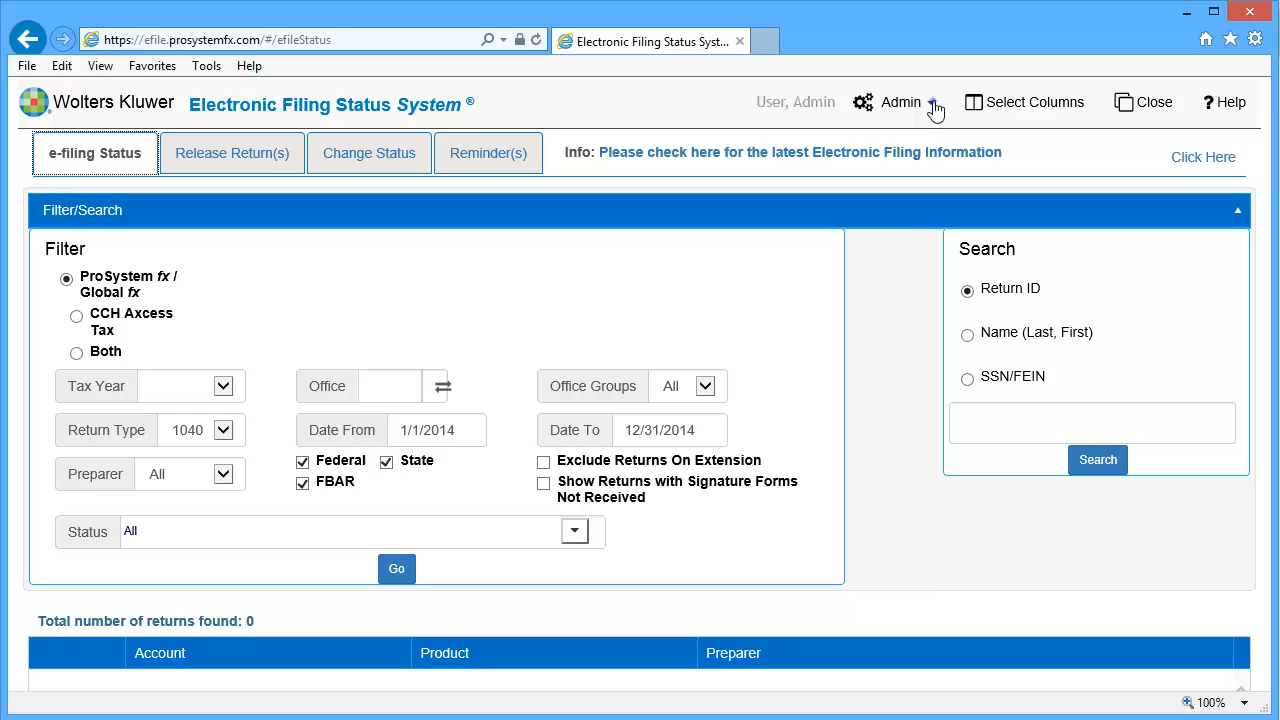 https://efile.prosystemfx.com/#/efileStatus
Electronic Filing Status Syst...
File Edit View Favorites Tools Help
Wolters Kluwer Electronic Filing Status System ®
User, Admin Admin Select Columns Close ? Help
e-filing Status Release Return(s) Change Status Reminder(s) Info: Please check here for the latest Electronic Filing Information Click Here
Filter/Search
Filter
ProSystem fx /
Global fx
CCH Axcess
Tax
Both
Tax Year Office Office Groups All
Return Type 1040 Date From 1/1/2014 Date To 12/31/2014
Preparer All
Federal State
FBAR
Exclude Returns On Extension
Show Returns with Signature Forms
Not Received
Status All
Go
Search
Return ID
Name (Last, First)
SSN/FEIN
Search
Total number of returns found: 0
Account Product Preparer
100%